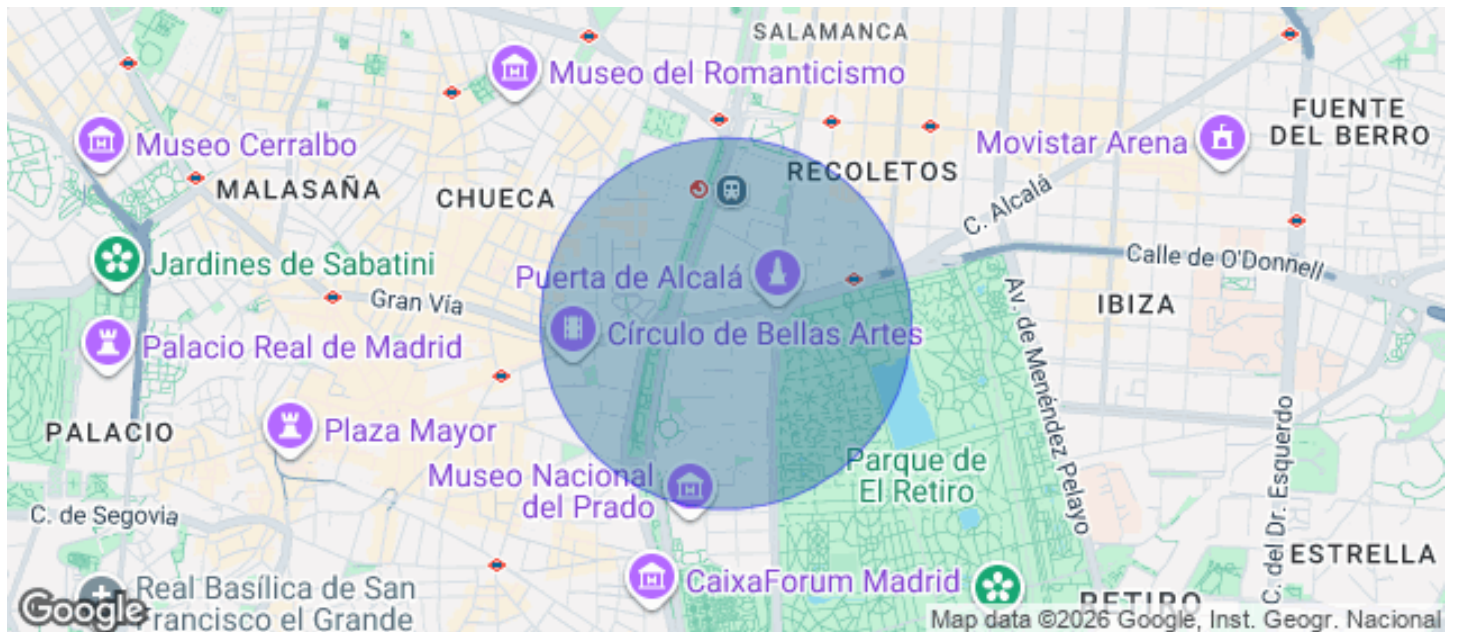 SALAMANCA
Museo del Romanticismo
FUENTE
DEL BERRO
Movistar Arena
Museo Cerralbo
RECOLETOS
MALASAÑA
CHUECA
C. Alcalá
Jardines de Sabatini
Puerta de Alcalá
Calle de O'Donnell
Gran Vía
IBIZA
Círculo de Bellas Artes
Palacio Real de Madrid
Av. de Menéndez Pelayo
PALACIO
Plaza Mayor
Museo Nacional
del Prado
Parque de
El Retiro
C. de Segovia
C. del Dr. Esquerdo
ESTRELLA
CaixaForum Madrid
Real Basílica de San
Francisco el Grande
RETIRO
Google
Map data ©2026 Google, Inst. Geogr. Nacional